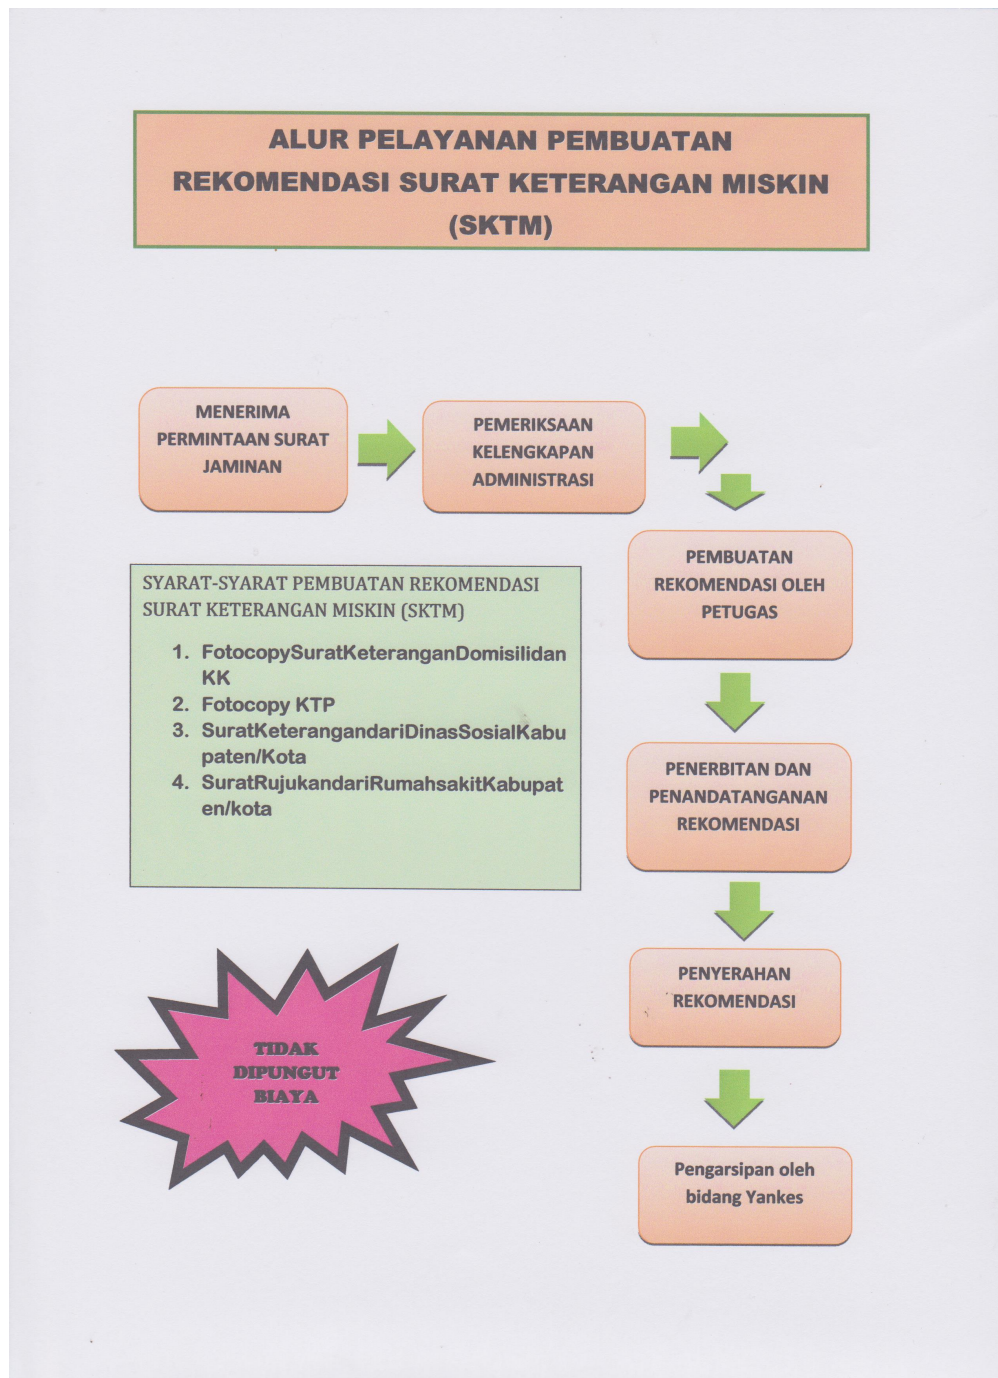 ALUR PELAYANAN PEMBUATAN
REKOMENDASI SURAT KETERANGAN MISKIN
(SKTM)
MENERIMA
PERMINTAAN SURAT
JAMINAN
PEMERIKSAAN
KELENGKAPAN
ADMINISTRASI
PEMBUATAN
REKOMENDASI OLEH
PETUGAS
PENERBITAN DAN
PENANDATANGANAN
REKOMENDASI
PENYERAHAN
REKOMENDASI
Pengarsipan oleh
bidang Yankes
SYARAT-SYARAT PEMBUATAN REKOMENDASI
SURAT KETERANGAN MISKIN (SKTM)
1. FotocopySuratKeteranganDomisilidan
KK
2. Fotocopy KTP
3. SuratKeterangandariDinasSosialKabu
paten/Kota
4. SuratRujukandariRumahsakitKabupat
en/kota
TIDAK
DIPUNGUT
BIAYA